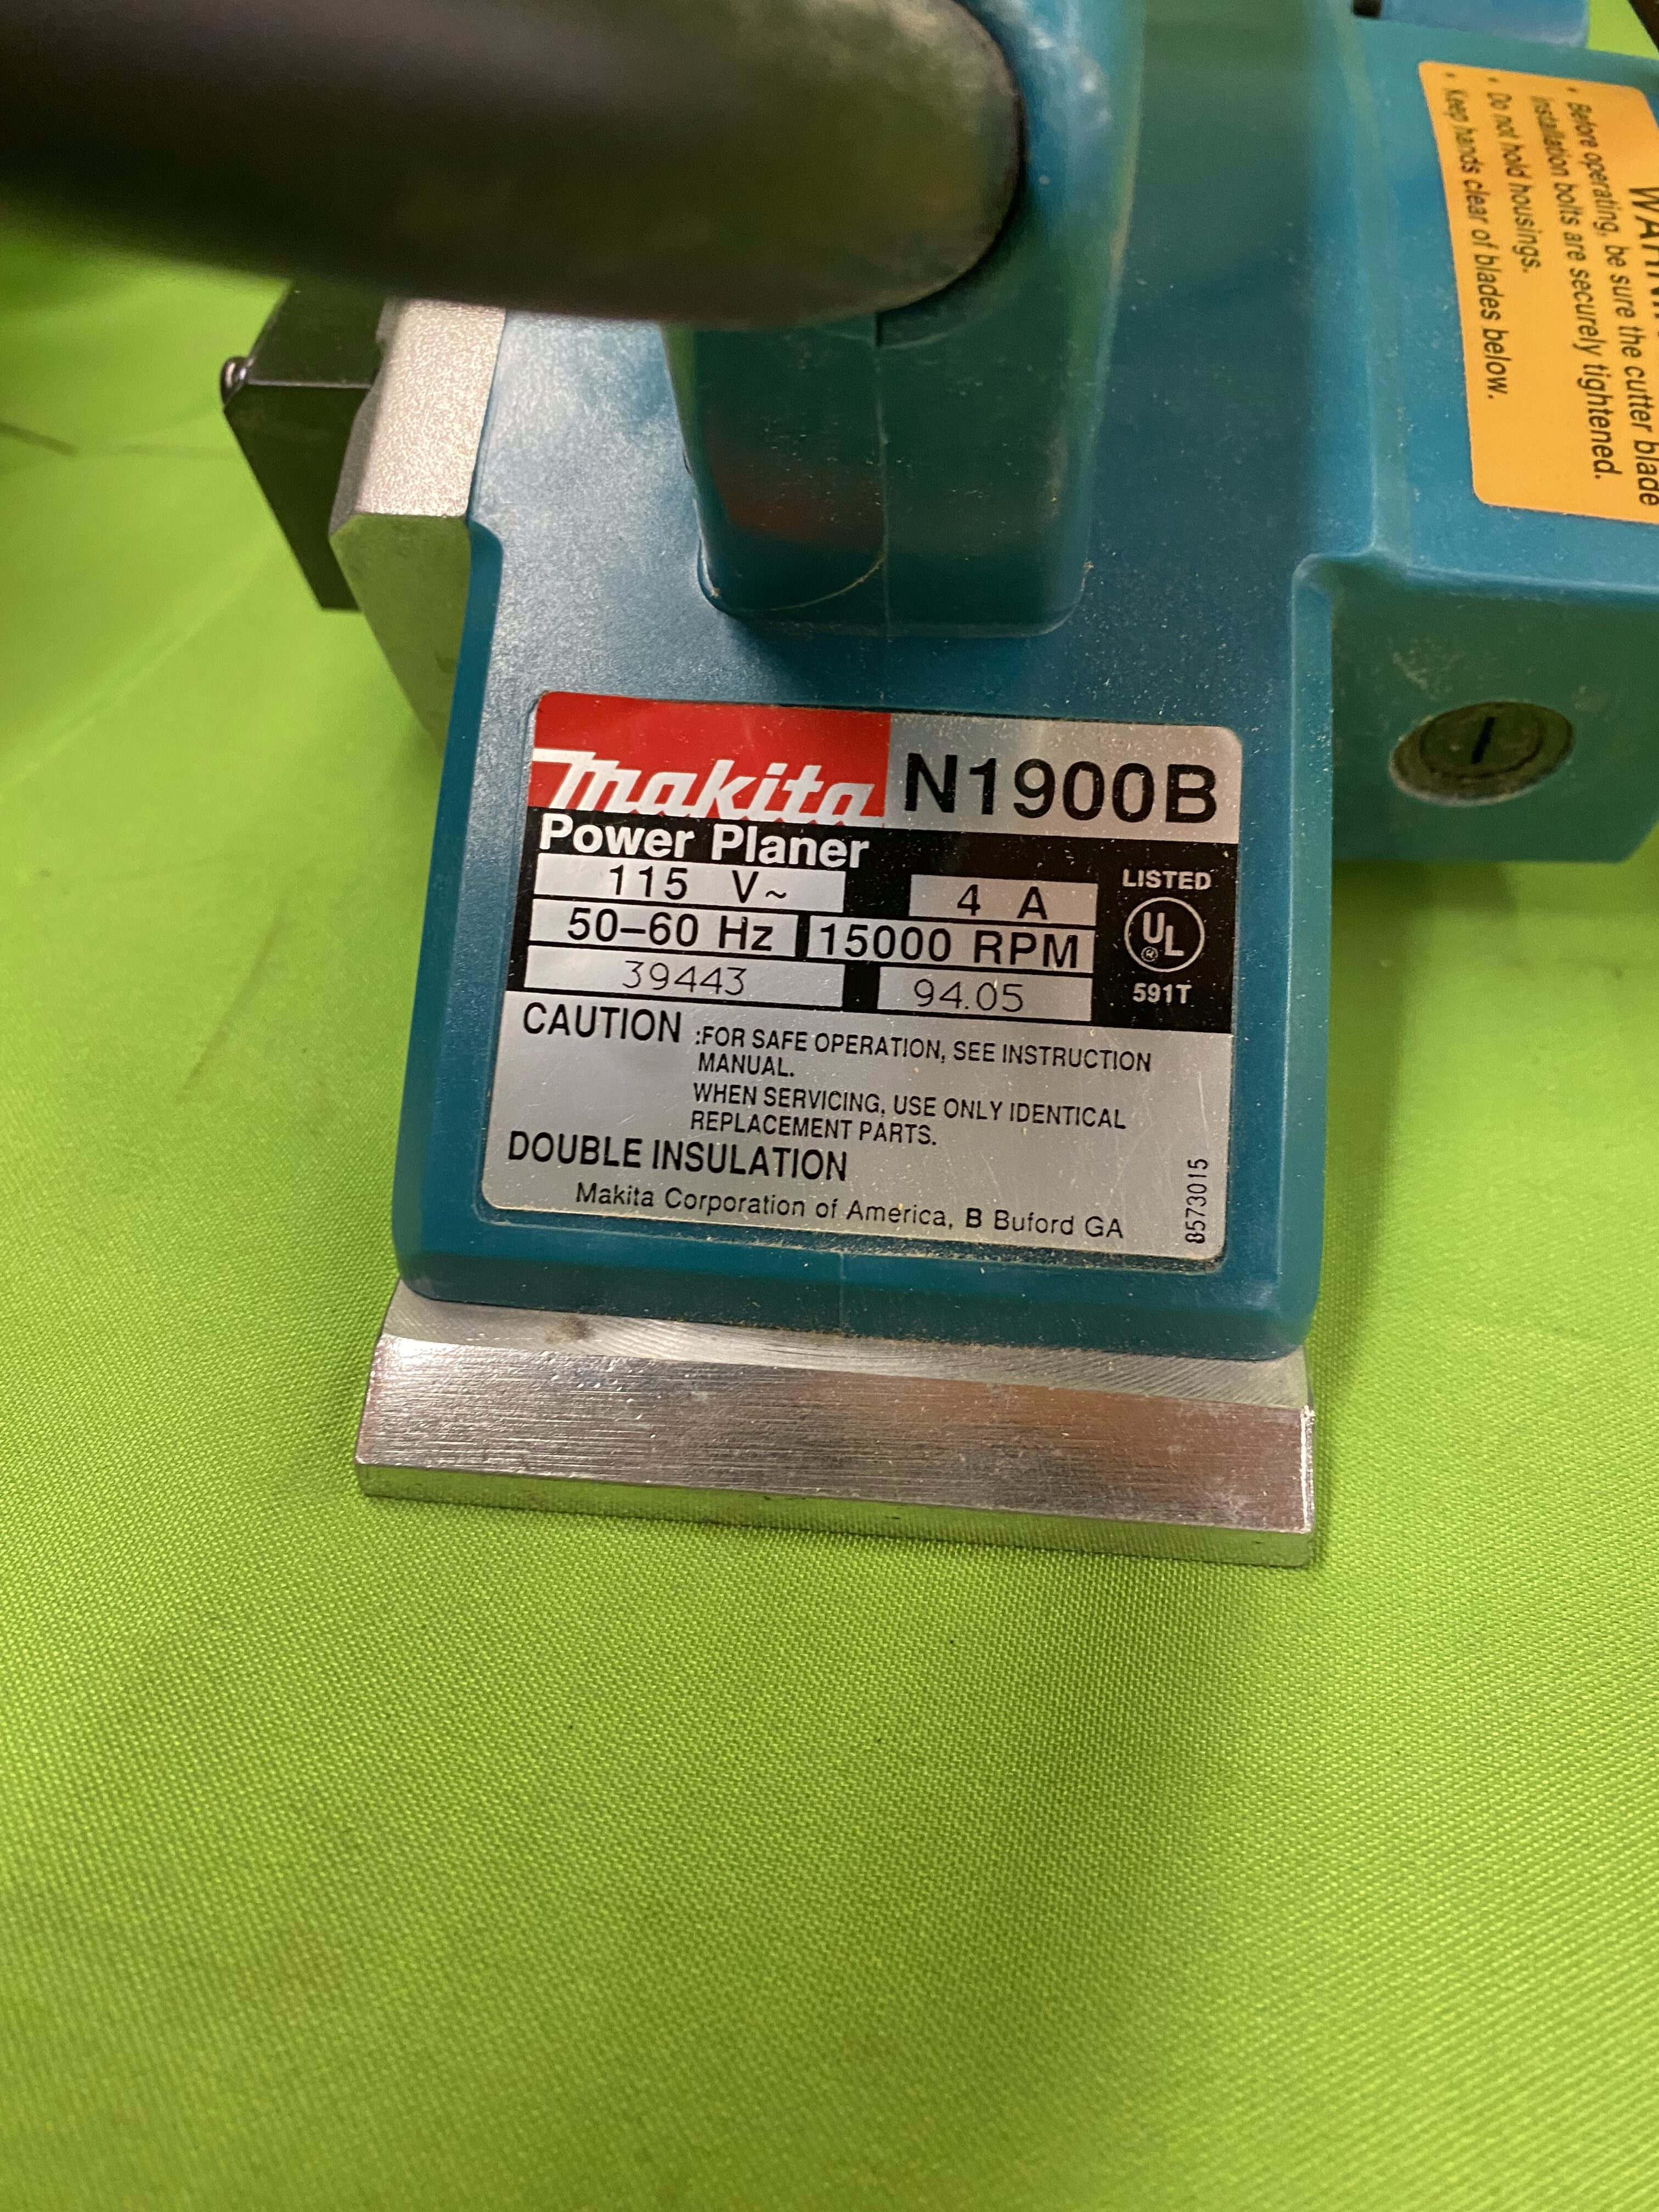 makita N1900B
Power Planer
115 V~ 4 A
50–60 Hz 15000 RPM
39443 94.05
LISTED
UL
®
591T
CAUTION :FOR SAFE OPERATION, SEE INSTRUCTION
MANUAL.
WHEN SERVICING, USE ONLY IDENTICAL
REPLACEMENT PARTS.
DOUBLE INSULATION
Makita Corporation of America, B Buford GA
8573015
• Before operating, be sure the cutter blade
installation bolts are securely tightened.
• Do not hold housings.
• Keep hands clear of blades below.